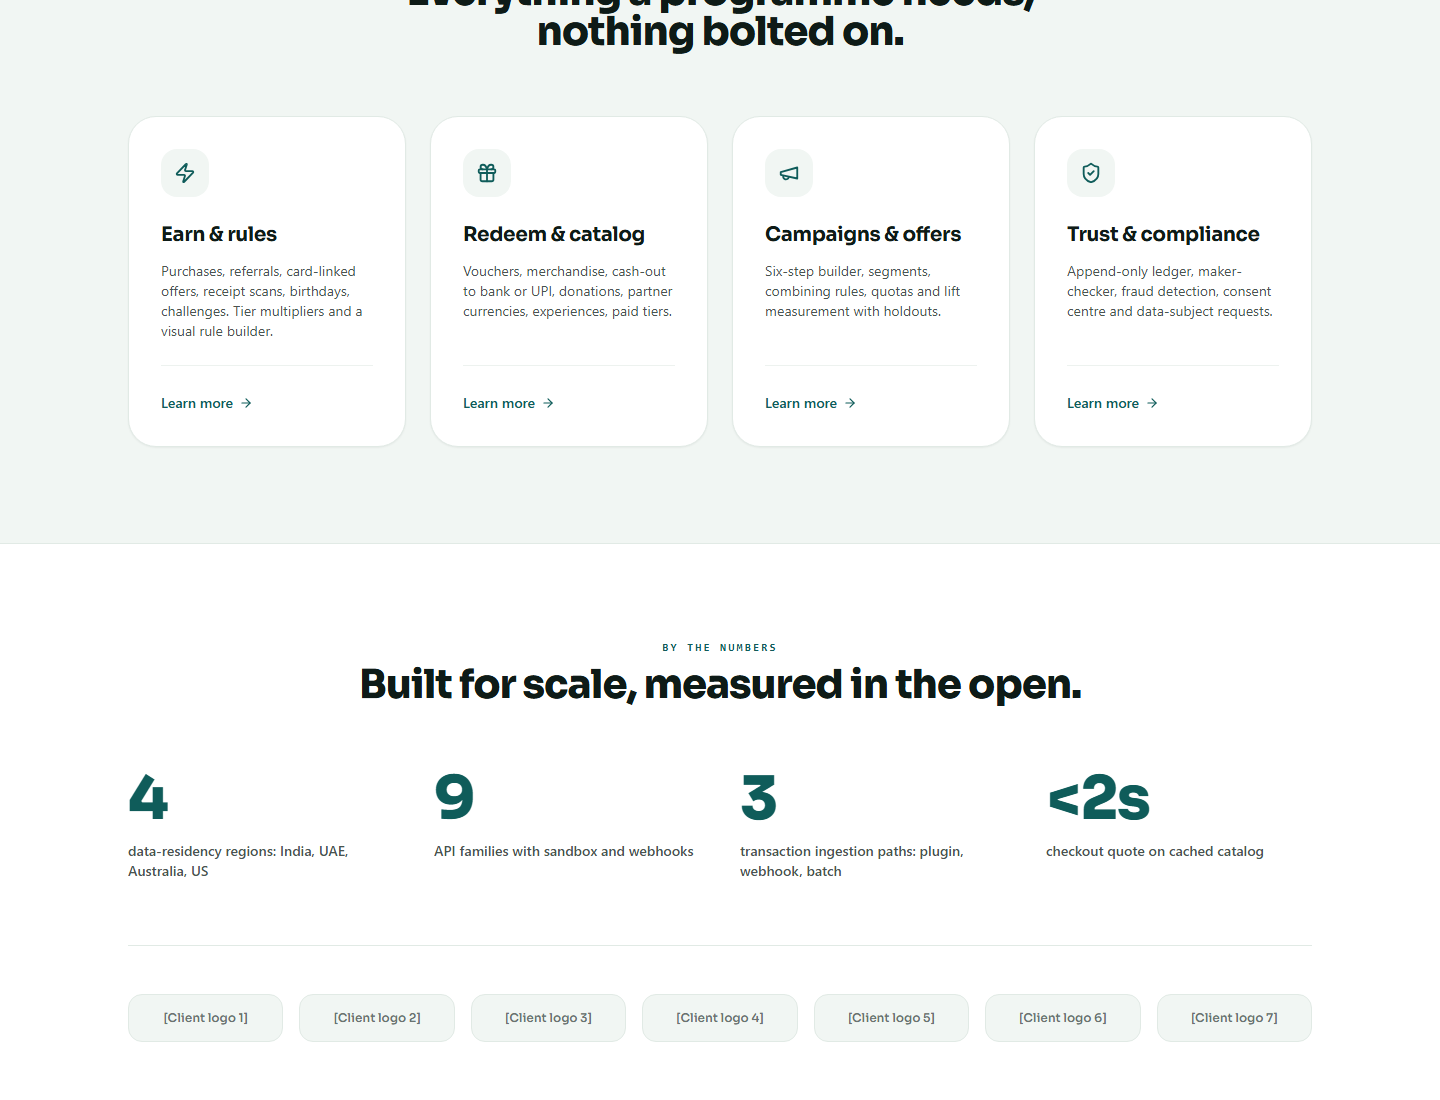 Everything a programme needs,
nothing bolted on.
Earn & rules
Purchases, referrals, card-linked
offers, receipt scans, birthdays,
challenges. Tier multipliers and a
visual rule builder.
Learn more
Redeem & catalog
Vouchers, merchandise, cash-out
to bank or UPI, donations, partner
currencies, experiences, paid tiers.
Learn more
Campaigns & offers
Six-step builder, segments,
combining rules, quotas and lift
measurement with holdouts.
Learn more
Trust & compliance
Append-only ledger, maker-
checker, fraud detection, consent
centre and data-subject requests.
Learn more
BY THE NUMBERS
Built for scale, measured in the open.
4
data-residency regions: India, UAE,
Australia, US
9
API families with sandbox and webhooks
3
transaction ingestion paths: plugin,
webhook, batch
<2s
checkout quote on cached catalog
[Client logo 1]
[Client logo 2]
[Client logo 3]
[Client logo 4]
[Client logo 5]
[Client logo 6]
[Client logo 7]